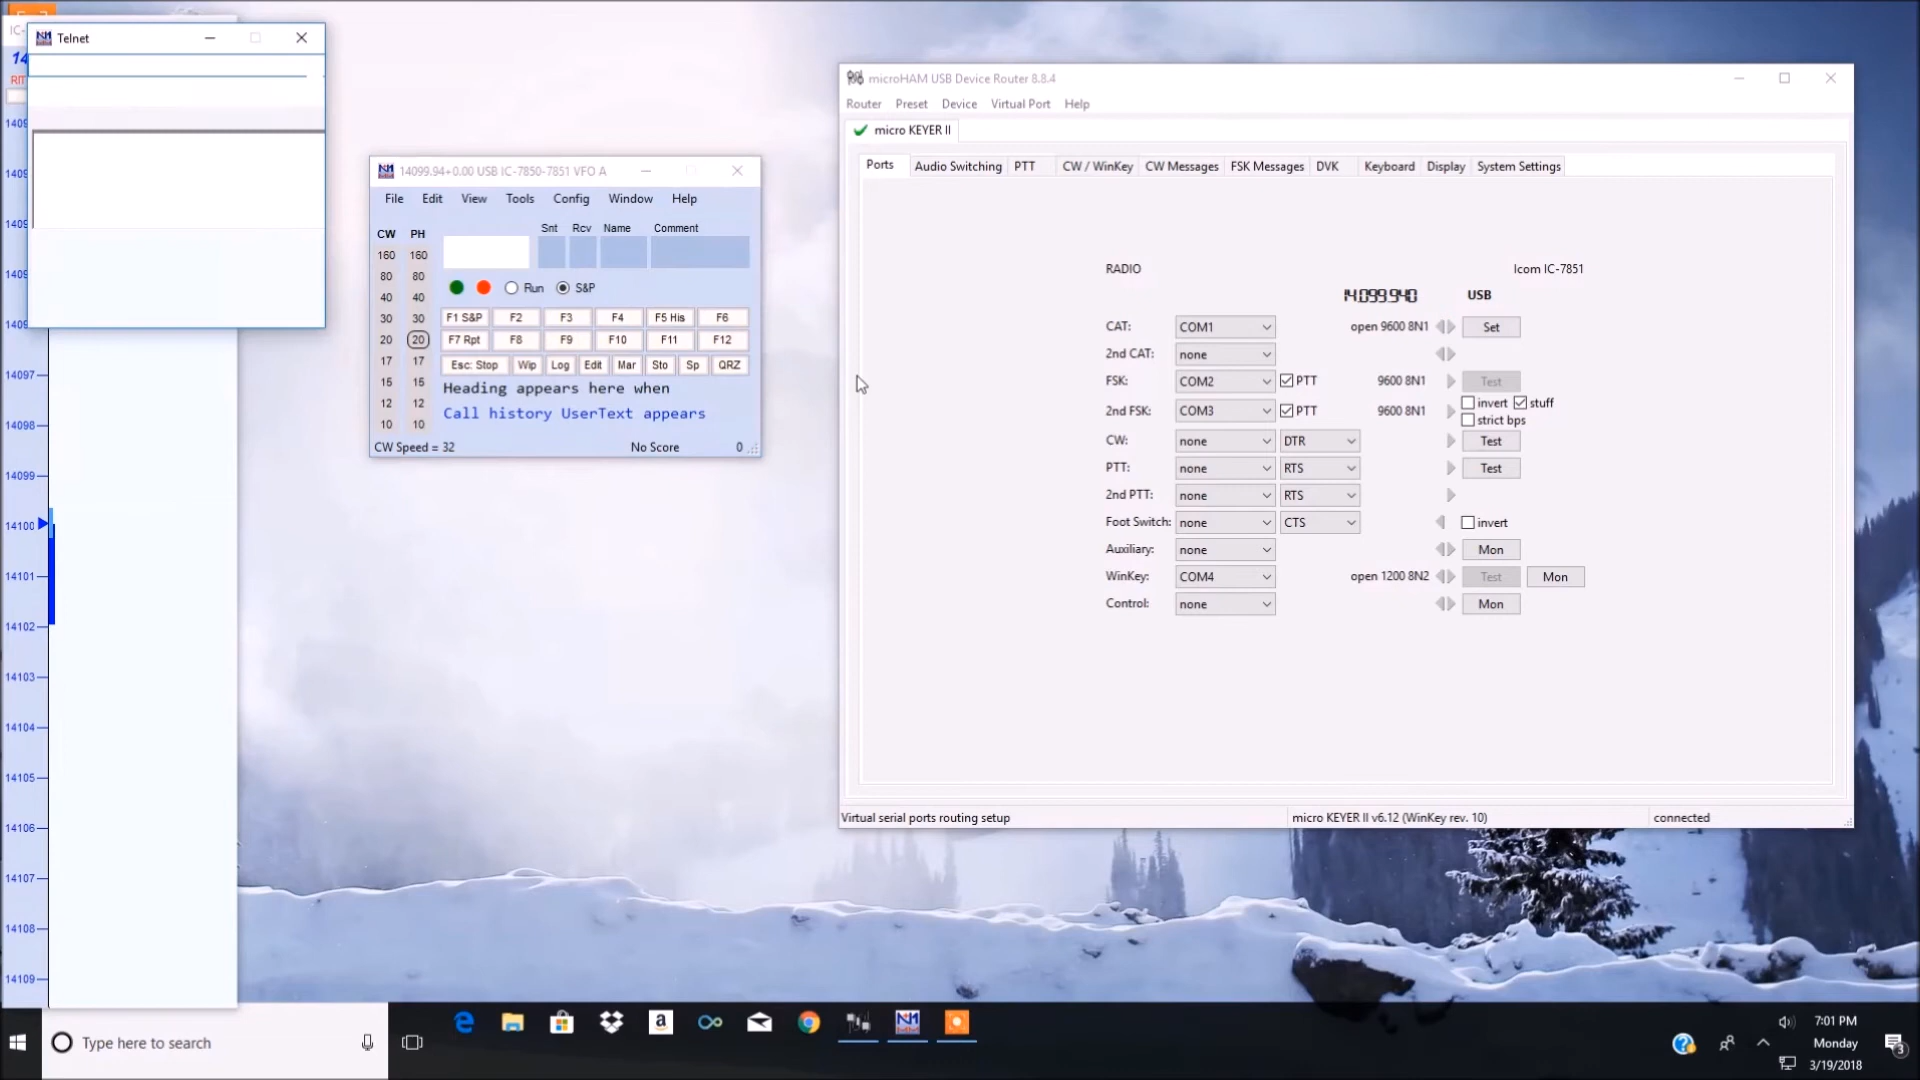 Telnet
IC-
14
RIT
1409
1409
1409
1409
1409
14097
14098
14099
14100
14101
14102
14103
14104
14105
14106
14107
14108
14109
14099.94+0.00 USB IC-7850-7851 VFO A
File Edit View Tools Config Window Help
CW PH Snt Rcv Name Comment
160 160
80 80
40 40
30 30
20 20
17 17
15 15
12 12
10 10
Run S&P
F1 S&P F2 F3 F4 F5 His F6
F7 Rpt F8 F9 F10 F11 F12
Esc: Stop Wip Log Edit Mar Sto Sp QRZ
Heading appears here when
Call history UserText appears
CW Speed = 32 No Score 0
microHAM USB Device Router 8.8.4
Router Preset Device Virtual Port Help
micro KEYER II
Ports Audio Switching PTT CW / WinKey CW Messages FSK Messages DVK Keyboard Display System Settings
RADIO Icom IC-7851
14.099.940 USB
CAT: COM1 open 9600 8N1 Set
2nd CAT: none
FSK: COM2 PTT 9600 8N1 Test
2nd FSK: COM3 PTT 9600 8N1 invert stuff
strict bps
CW: none DTR Test
PTT: none RTS Test
2nd PTT: none RTS
Foot Switch: none CTS invert
Auxiliary: none Mon
WinKey: COM4 open 1200 8N2 Test Mon
Control: none Mon
Virtual serial ports routing setup micro KEYER II v6.12 (WinKey rev. 10) connected
Type here to search
7:01 PM
Monday
3/19/2018
3